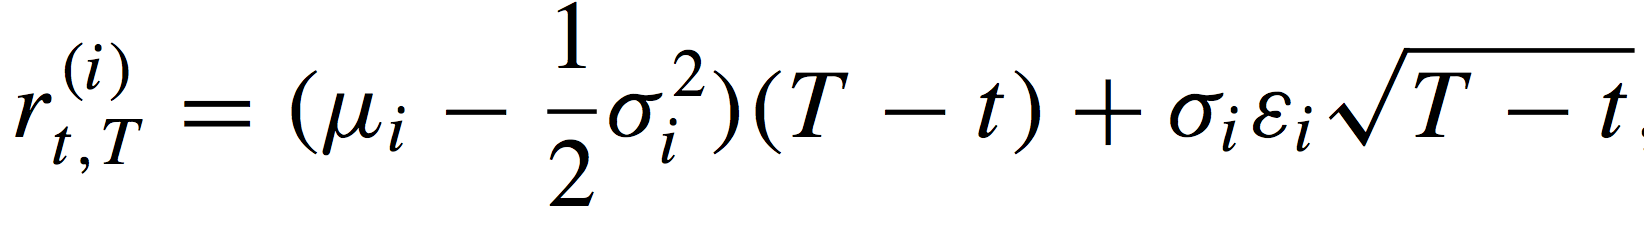 r_{t,T}^{(i)} = (μ_i − \frac{1}{2}σ_i^2)(T − t) + σ_i ε_i \sqrt{T − t},